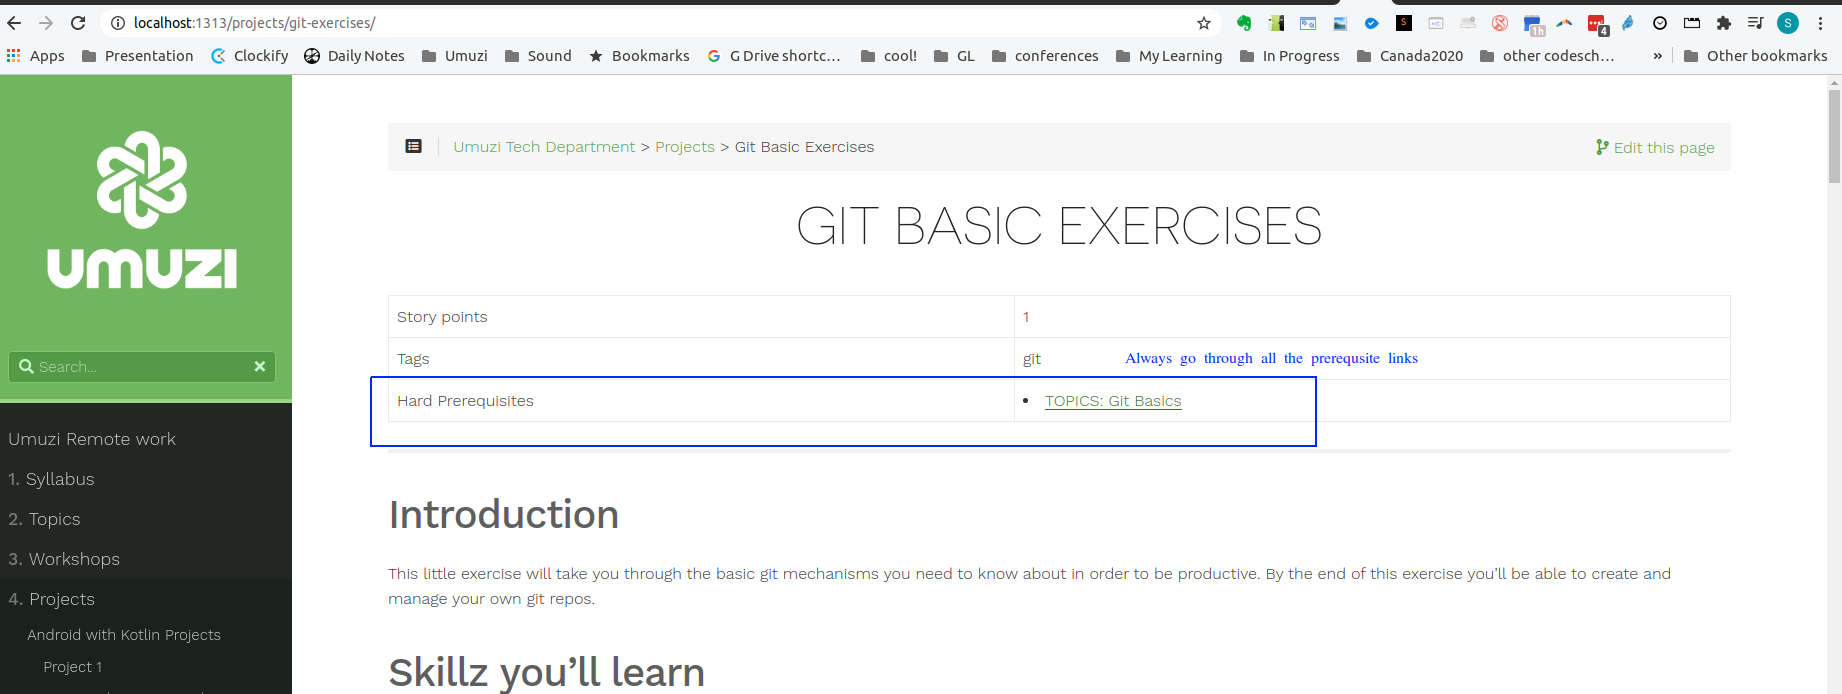 localhost:1313/projects/git-exercises/
S
1h
4
S
Apps Presentation Clockify Daily Notes Umuzi Sound Bookmarks G Drive shortc... cool! GL conferences My Learning In Progress Canada2020 other codesch... » Other bookmarks
umuzi
Search...
Umuzi Remote work
1. Syllabus
2. Topics
3. Workshops
4. Projects
Android with Kotlin Projects
Project 1
Umuzi Tech Department > Projects > Git Basic Exercises
Edit this page
GIT BASIC EXERCISES
Story points 1
Tags git Always go through all the prerequsite links
Hard Prerequisites • TOPICS: Git Basics
Introduction
This little exercise will take you through the basic git mechanisms you need to know about in order to be productive. By the end of this exercise you’ll be able to create and
manage your own git repos.
Skillz you’ll learn